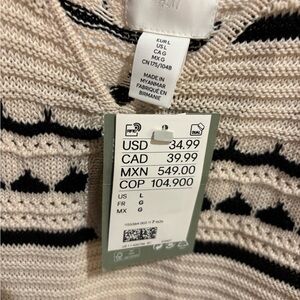 H&M
EUR L
US L
CA G
MX G
CN 175/104B
MADE IN
MYANMAR
FABRIQUÉ EN
BIRMANIE
RFID
USD 34.99
CAD 39.99
MXN 549.00
COP 104.900
US L
FR G
MX G